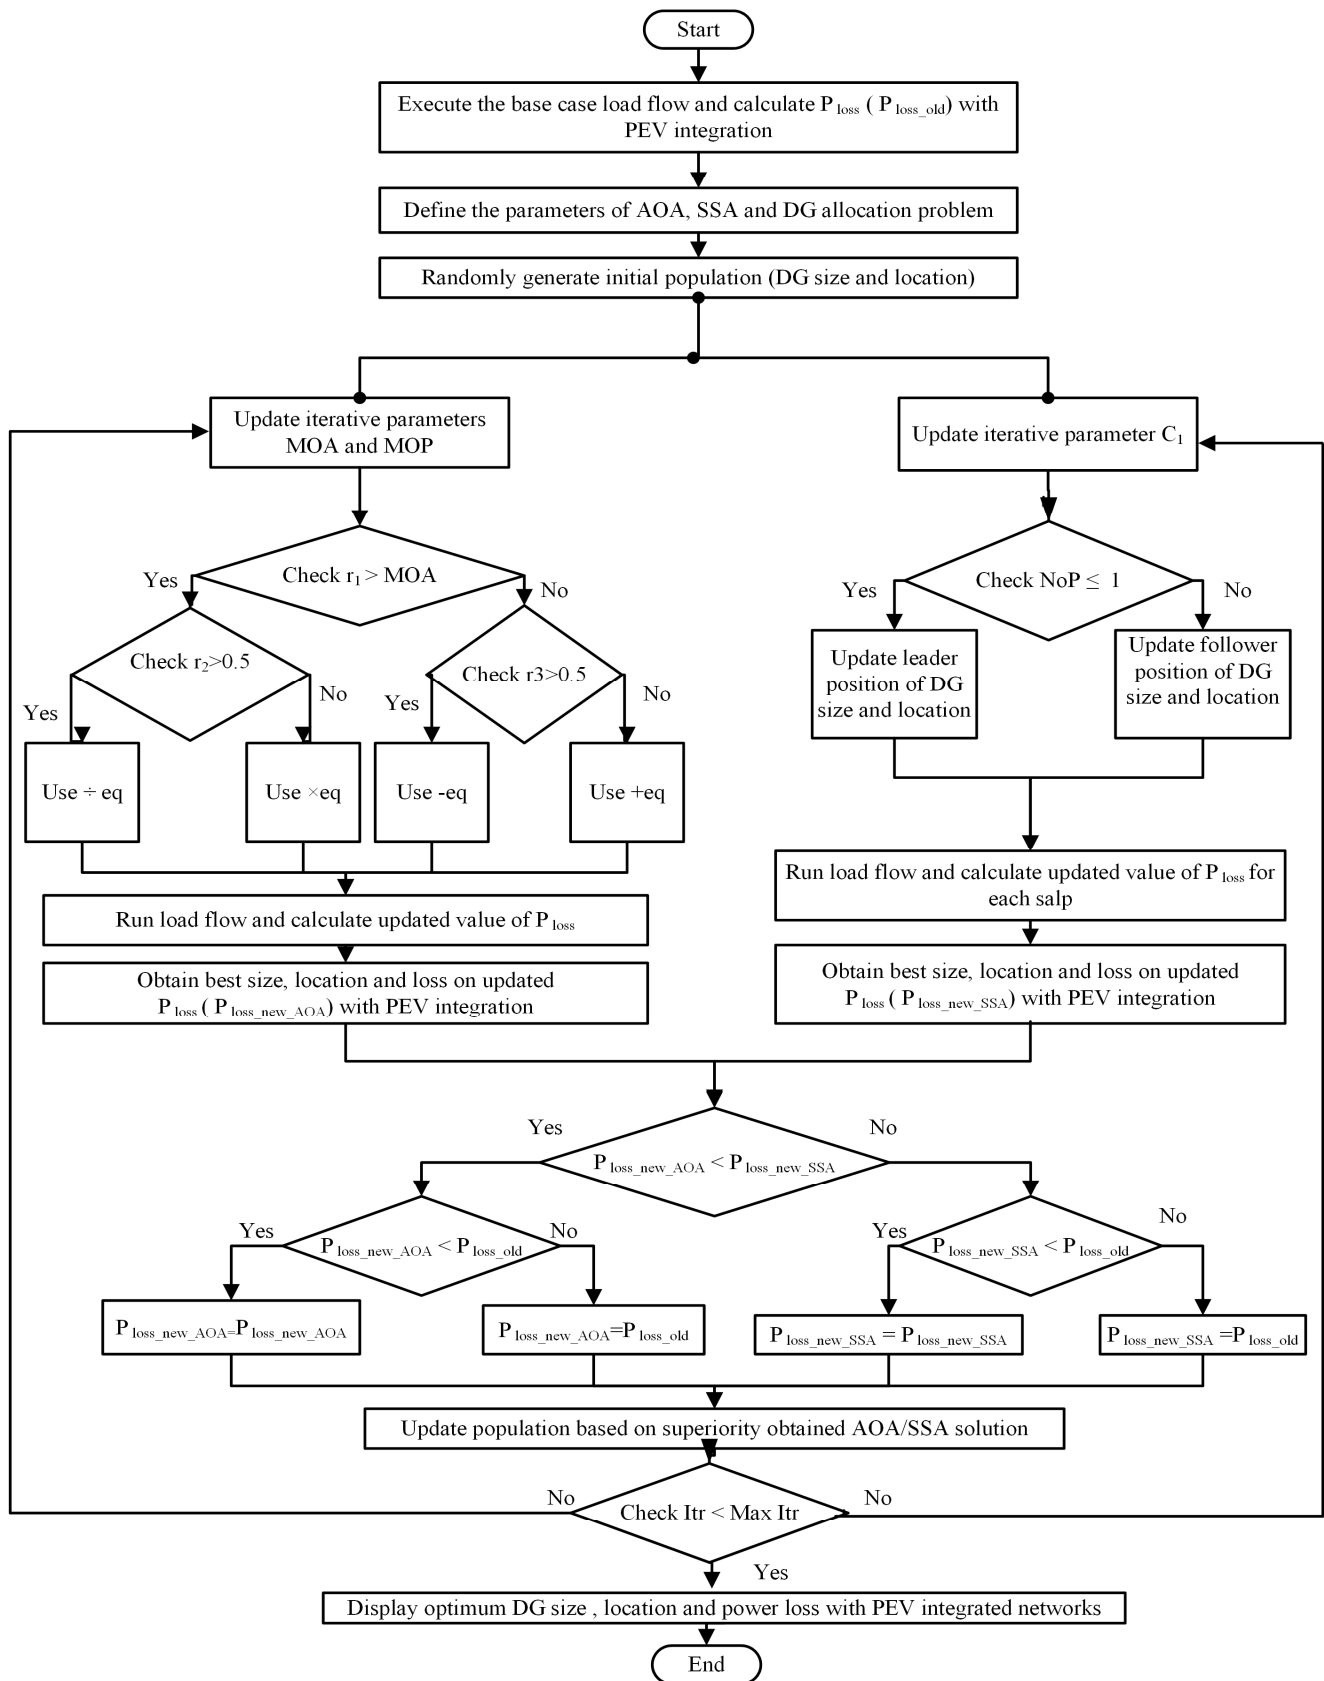 Start
Execute the base case load flow and calculate P loss ( P loss_old) with
PEV integration
Define the parameters of AOA, SSA and DG allocation problem
Randomly generate initial population (DG size and location)
Update iterative parameters
MOA and MOP
Update iterative parameter C1
Check r1 > MOA
Yes
No
Check NoP ≤ 1
Yes
No
Check r2>0.5
Yes
No
Check r3>0.5
Yes
No
Update leader
position of DG
size and location
Update follower
position of DG
size and location
Use ÷ eq
Use ×eq
Use -eq
Use +eq
Run load flow and calculate updated value of P loss
Run load flow and calculate updated value of P loss for
each salp
Obtain best size, location and loss on updated
P loss ( P loss_new_AOA) with PEV integration
Obtain best size, location and loss on updated
P loss ( P loss_new_SSA) with PEV integration
Yes
No
P loss_new_AOA < P loss_new_SSA
Yes
No
P loss_new_AOA < P loss_old
Yes
No
P loss_new_SSA < P loss_old
P loss_new_AOA=P loss_new_AOA
P loss_new_AOA=P loss_old
P loss_new_SSA = P loss_new_SSA
P loss_new_SSA =P loss_old
Update population based on superiority obtained AOA/SSA solution
No
Check Itr < Max Itr
No
Yes
Display optimum DG size , location and power loss with PEV integrated networks
End